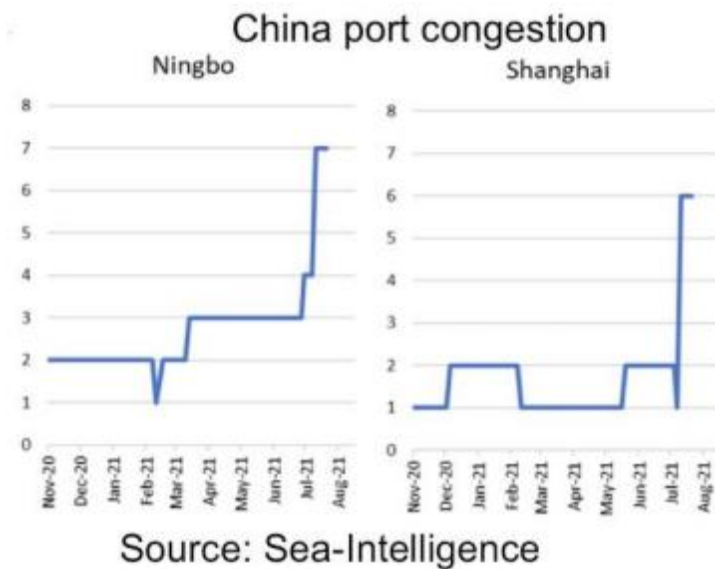 China port congestion
Ningbo
8
7
6
5
4
3
2
1
0
Nov-20
Dec-20
Jan-21
Feb-21
Mar-21
Apr-21
May-21
Jun-21
Jul-21
Aug-21
Shanghai
8
7
6
5
4
3
2
1
0
Nov-20
Dec-20
Jan-21
Feb-21
Mar-21
Apr-21
May-21
Jun-21
Jul-21
Aug-21
Source: Sea-Intelligence